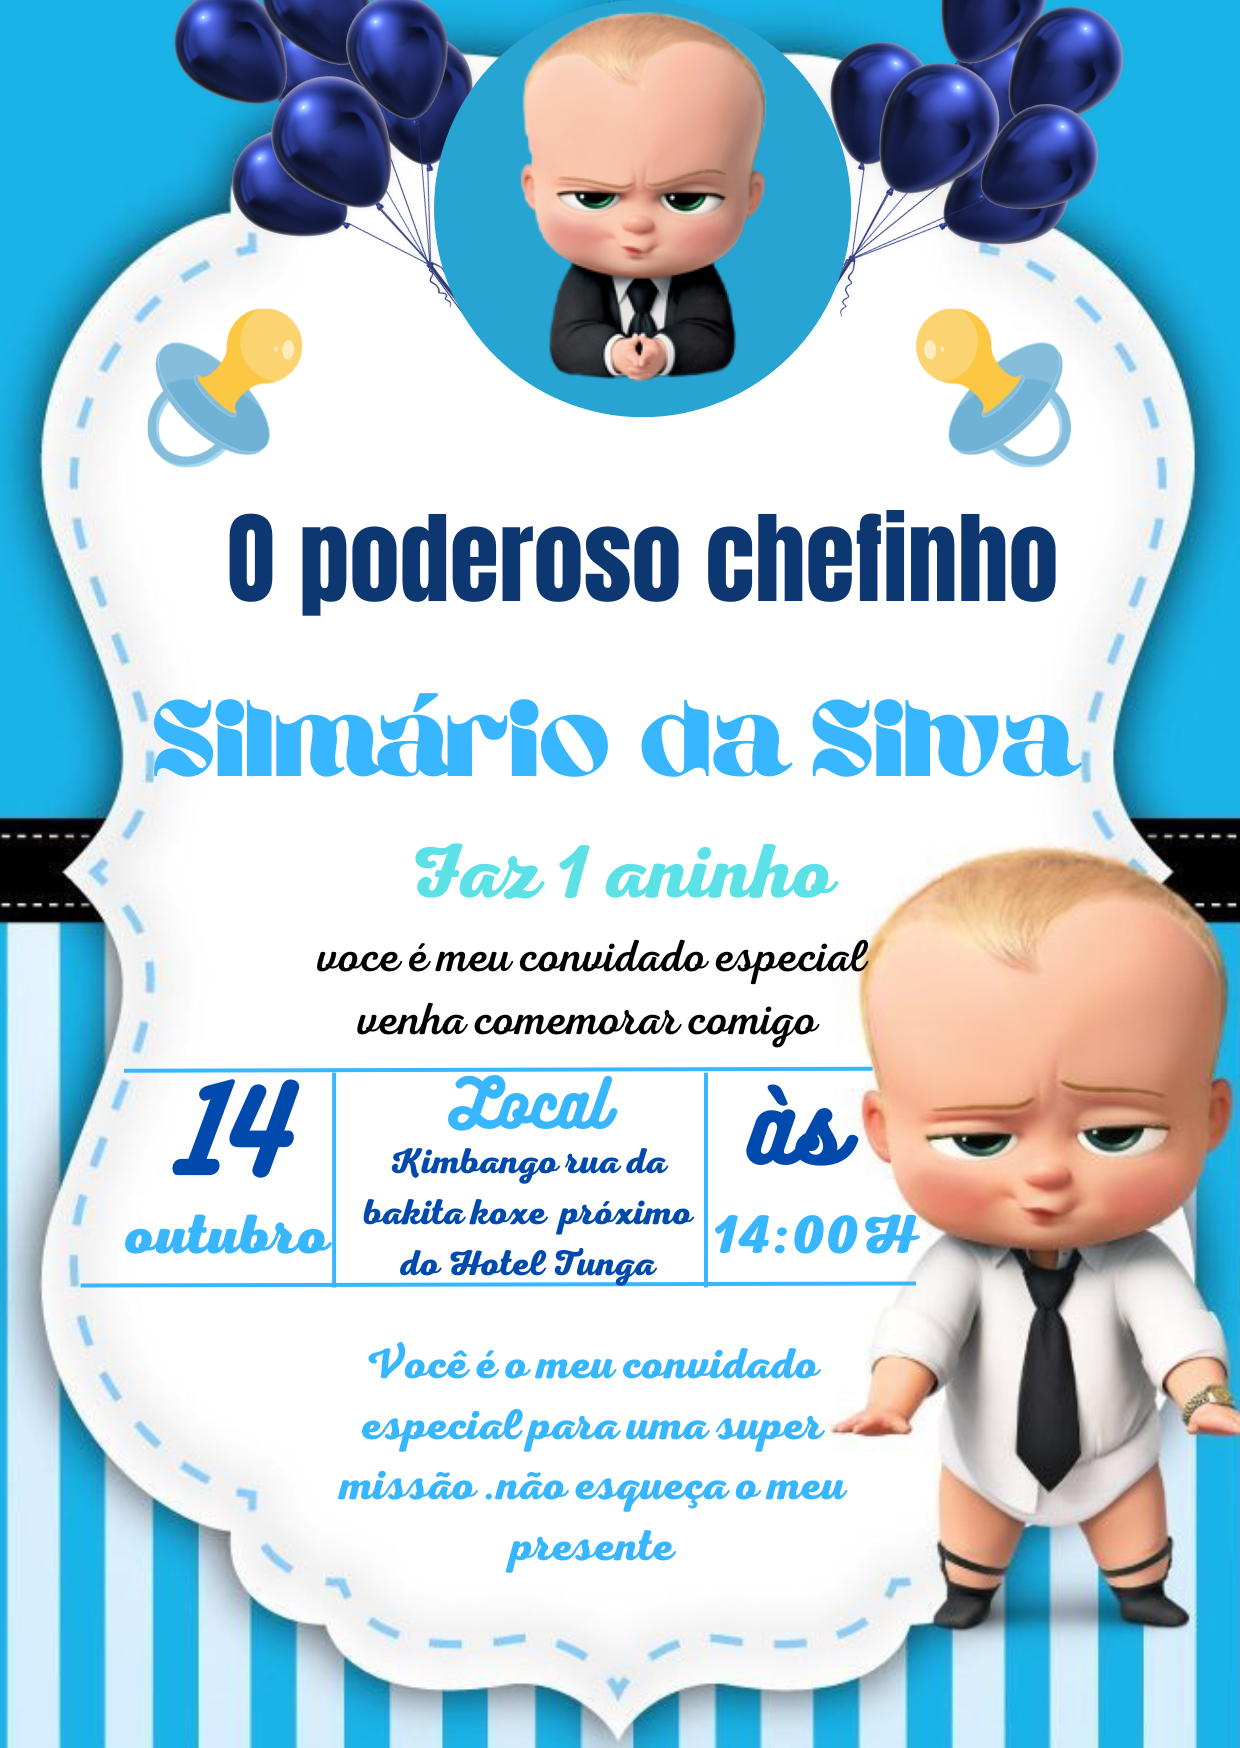 O poderoso chefinho
Silmário da Silva
Faz 1 aninho
voce é meu convidado especial
venha comemorar comigo
14
outubro
Local
Kimbango rua da
bakita koxe próximo
do Hotel Tunga
às
14:00H
Você é o meu convidado
especial para uma super
missão .não esqueça o meu
presente